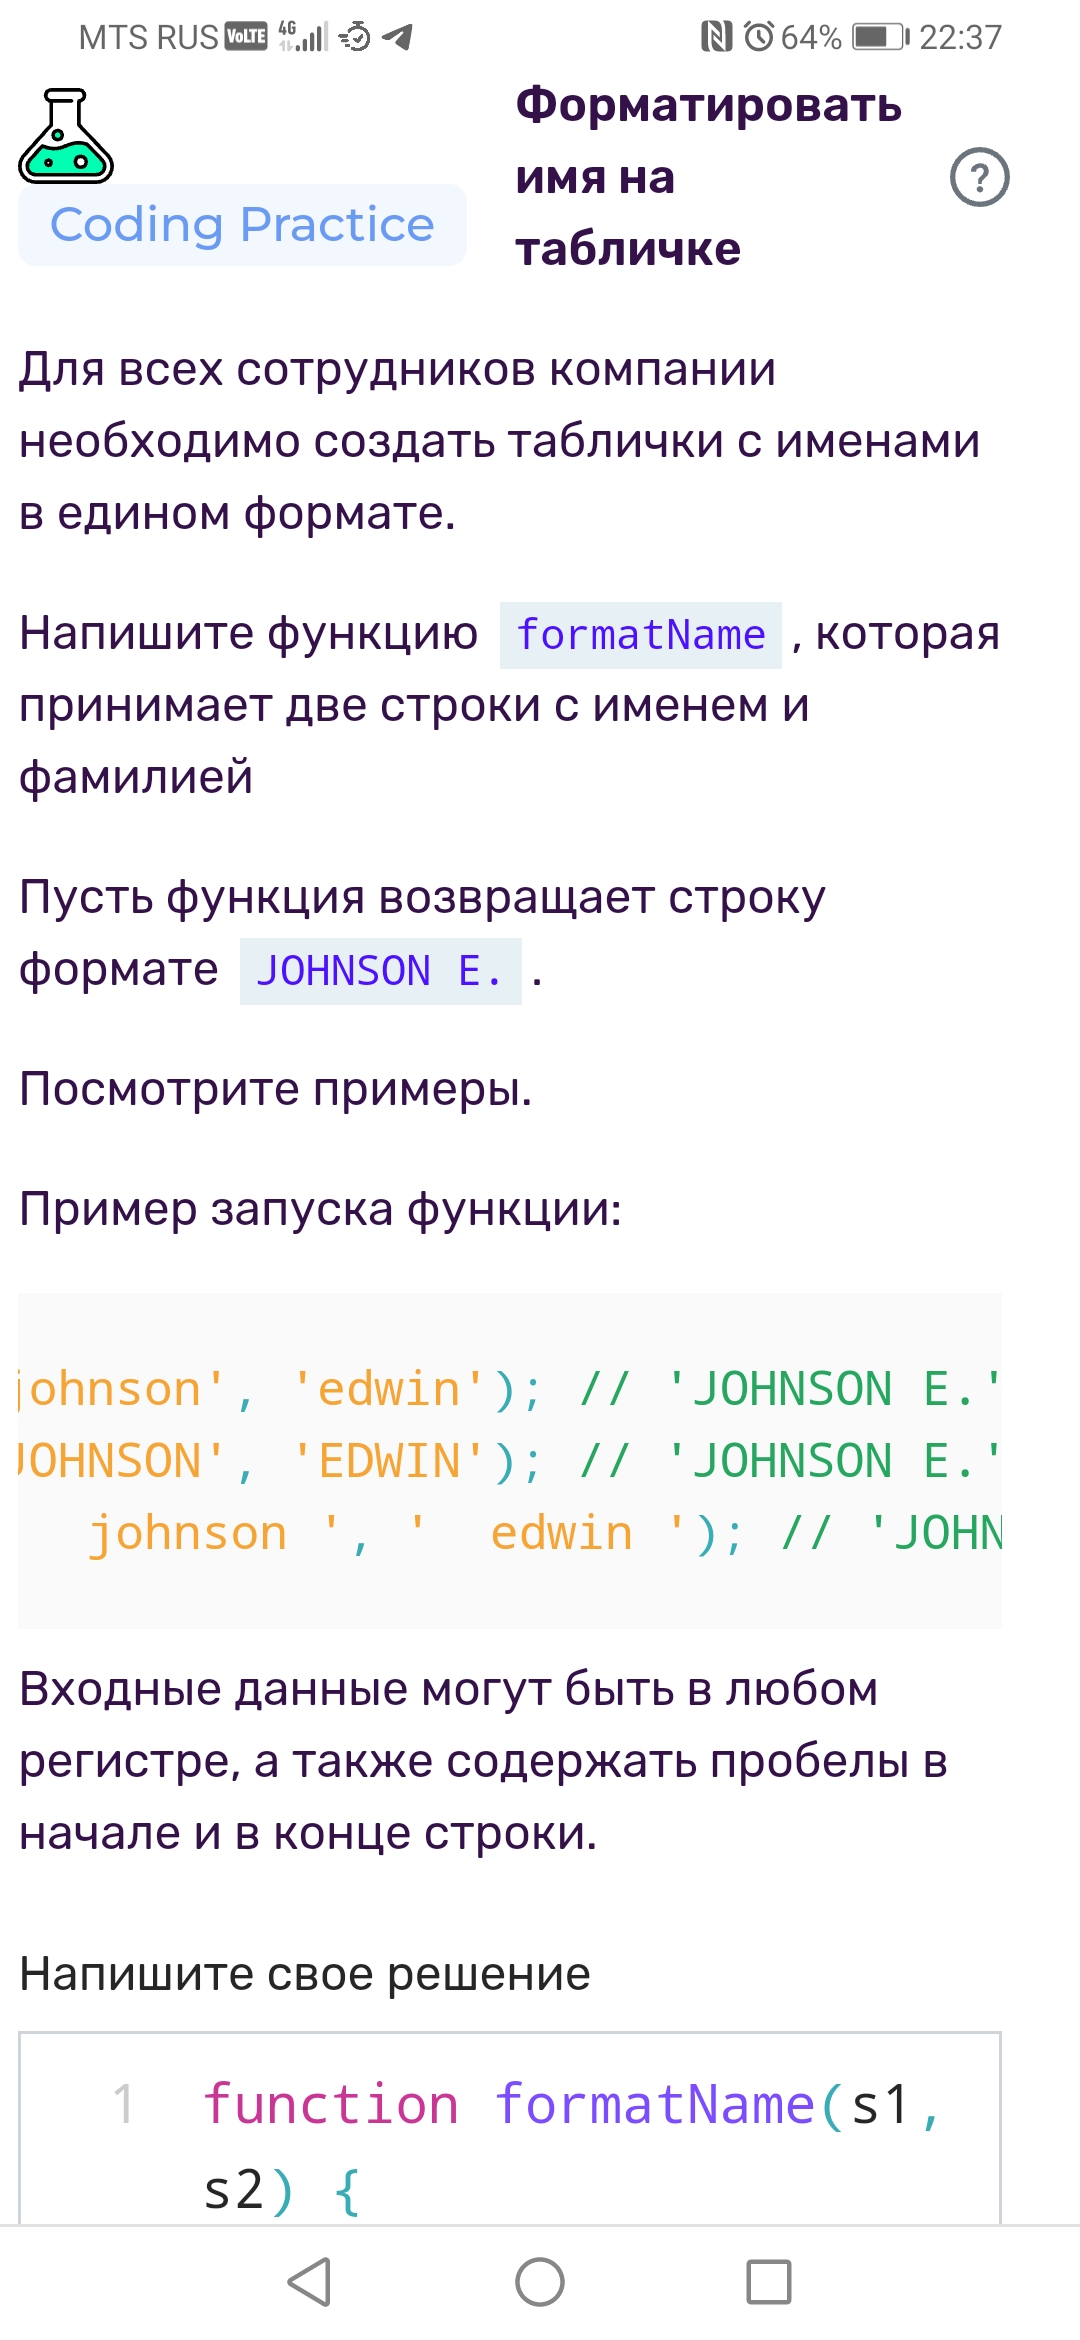 MTS RUS VoLTE 4G 64% 22:37
Coding Practice
Форматировать
имя на
табличке
?
Для всех сотрудников компании
необходимо создать таблички с именами
в едином формате.
Напишите функцию formatName , которая
принимает две строки с именем и
фамилией
Пусть функция возвращает строку
формате JOHNSON E. .
Посмотрите примеры.
Пример запуска функции:
johnson', 'edwin'); // 'JOHNSON E.'
JOHNSON', 'EDWIN'); // 'JOHNSON E.'
johnson ', '  edwin '); // 'JOHN
Входные данные могут быть в любом
регистре, а также содержать пробелы в
начале и в конце строки.
Напишите свое решение
1 function formatName(s1,
s2) {